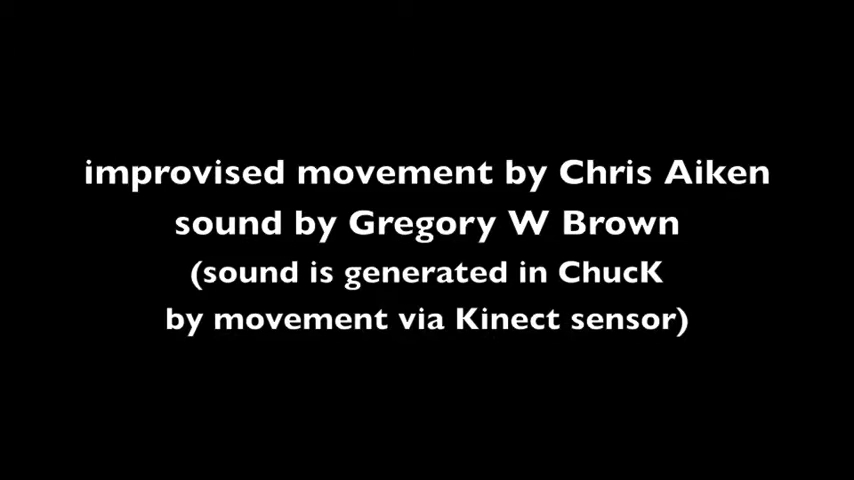 improvised movement by Chris Aiken
sound by Gregory W Brown
(sound is generated in ChucK
by movement via Kinect sensor)